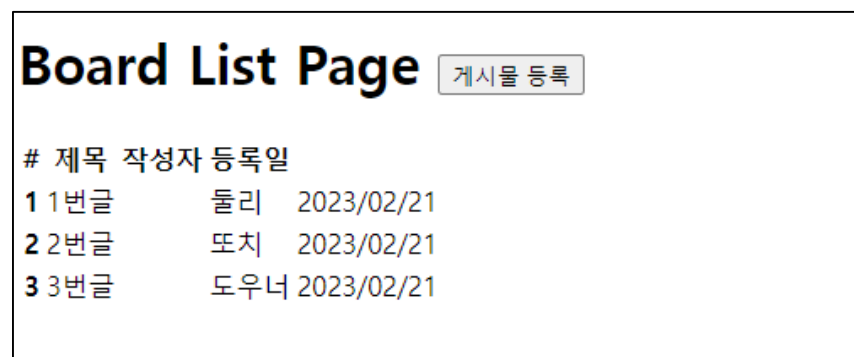 Board List Page 게시물 등록
# 제목 작성자 등록일
1 1번글 둘리 2023/02/21
2 2번글 또치 2023/02/21
3 3번글 도우너 2023/02/21